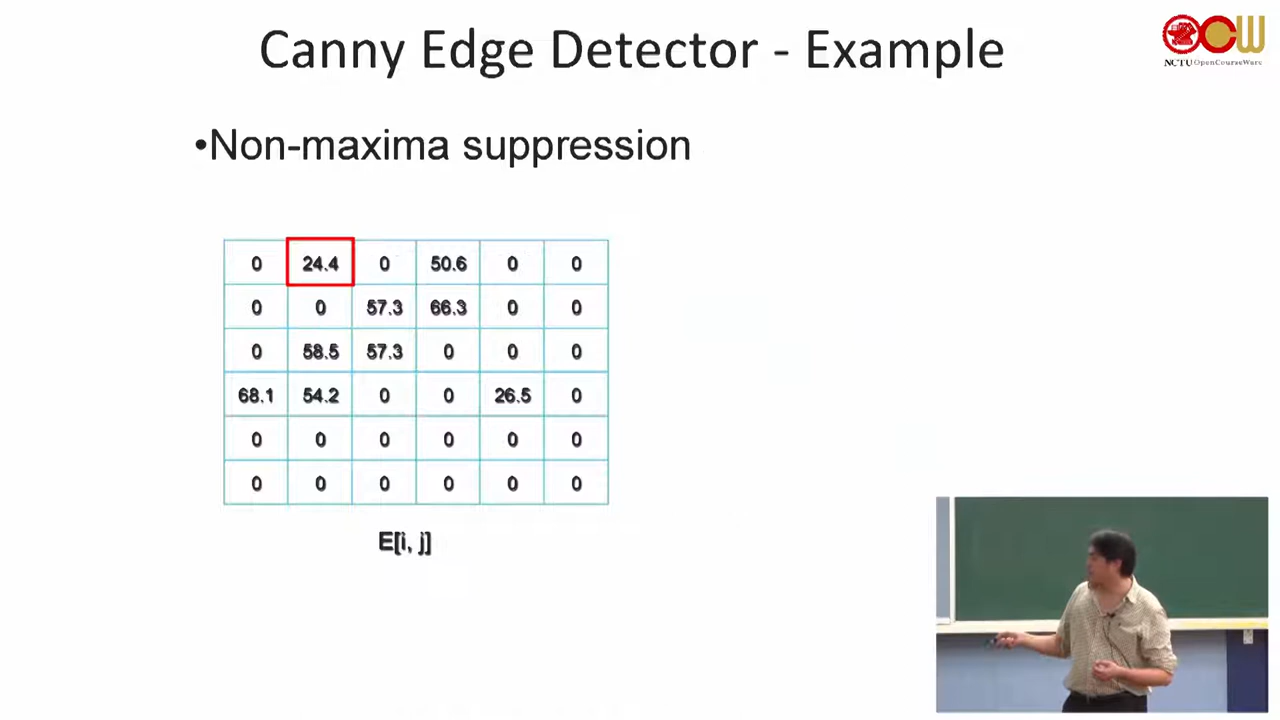 Canny Edge Detector - Example
NCTU OpenCourseWare
•Non-maxima suppression
0 24.4 0 50.6 0 0
0 0 57.3 66.3 0 0
0 58.5 57.3 0 0 0
68.1 54.2 0 0 26.5 0
0 0 0 0 0 0
0 0 0 0 0 0
E[i, j]